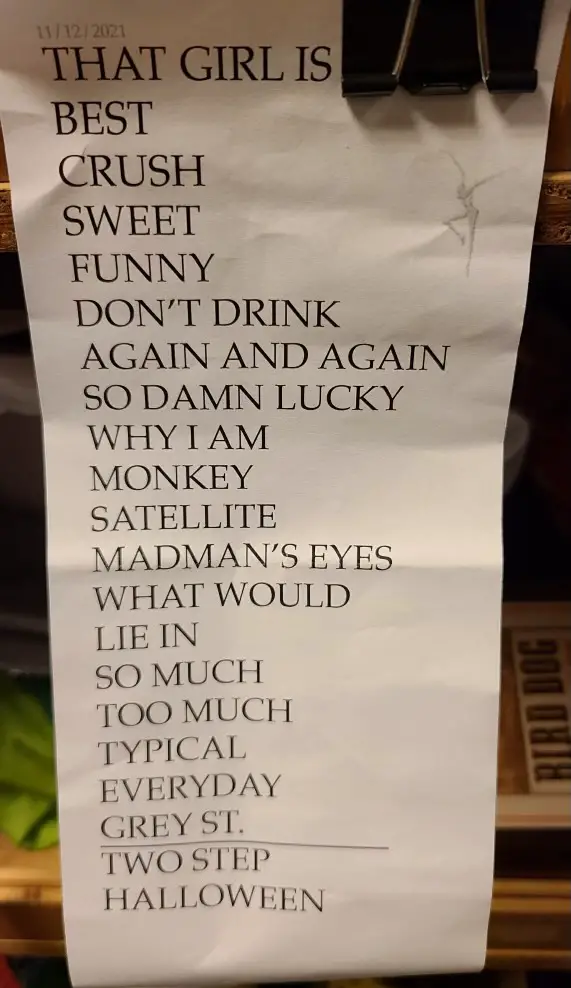 11/12/2021
THAT GIRL IS
BEST
CRUSH
SWEET
FUNNY
DON'T DRINK
AGAIN AND AGAIN
SO DAMN LUCKY
WHY I AM
MONKEY
SATELLITE
MADMAN'S EYES
WHAT WOULD
LIE IN
SO MUCH
TOO MUCH
TYPICAL
EVERYDAY
GREY ST.
TWO STEP
HALLOWEEN
BIRD DOG